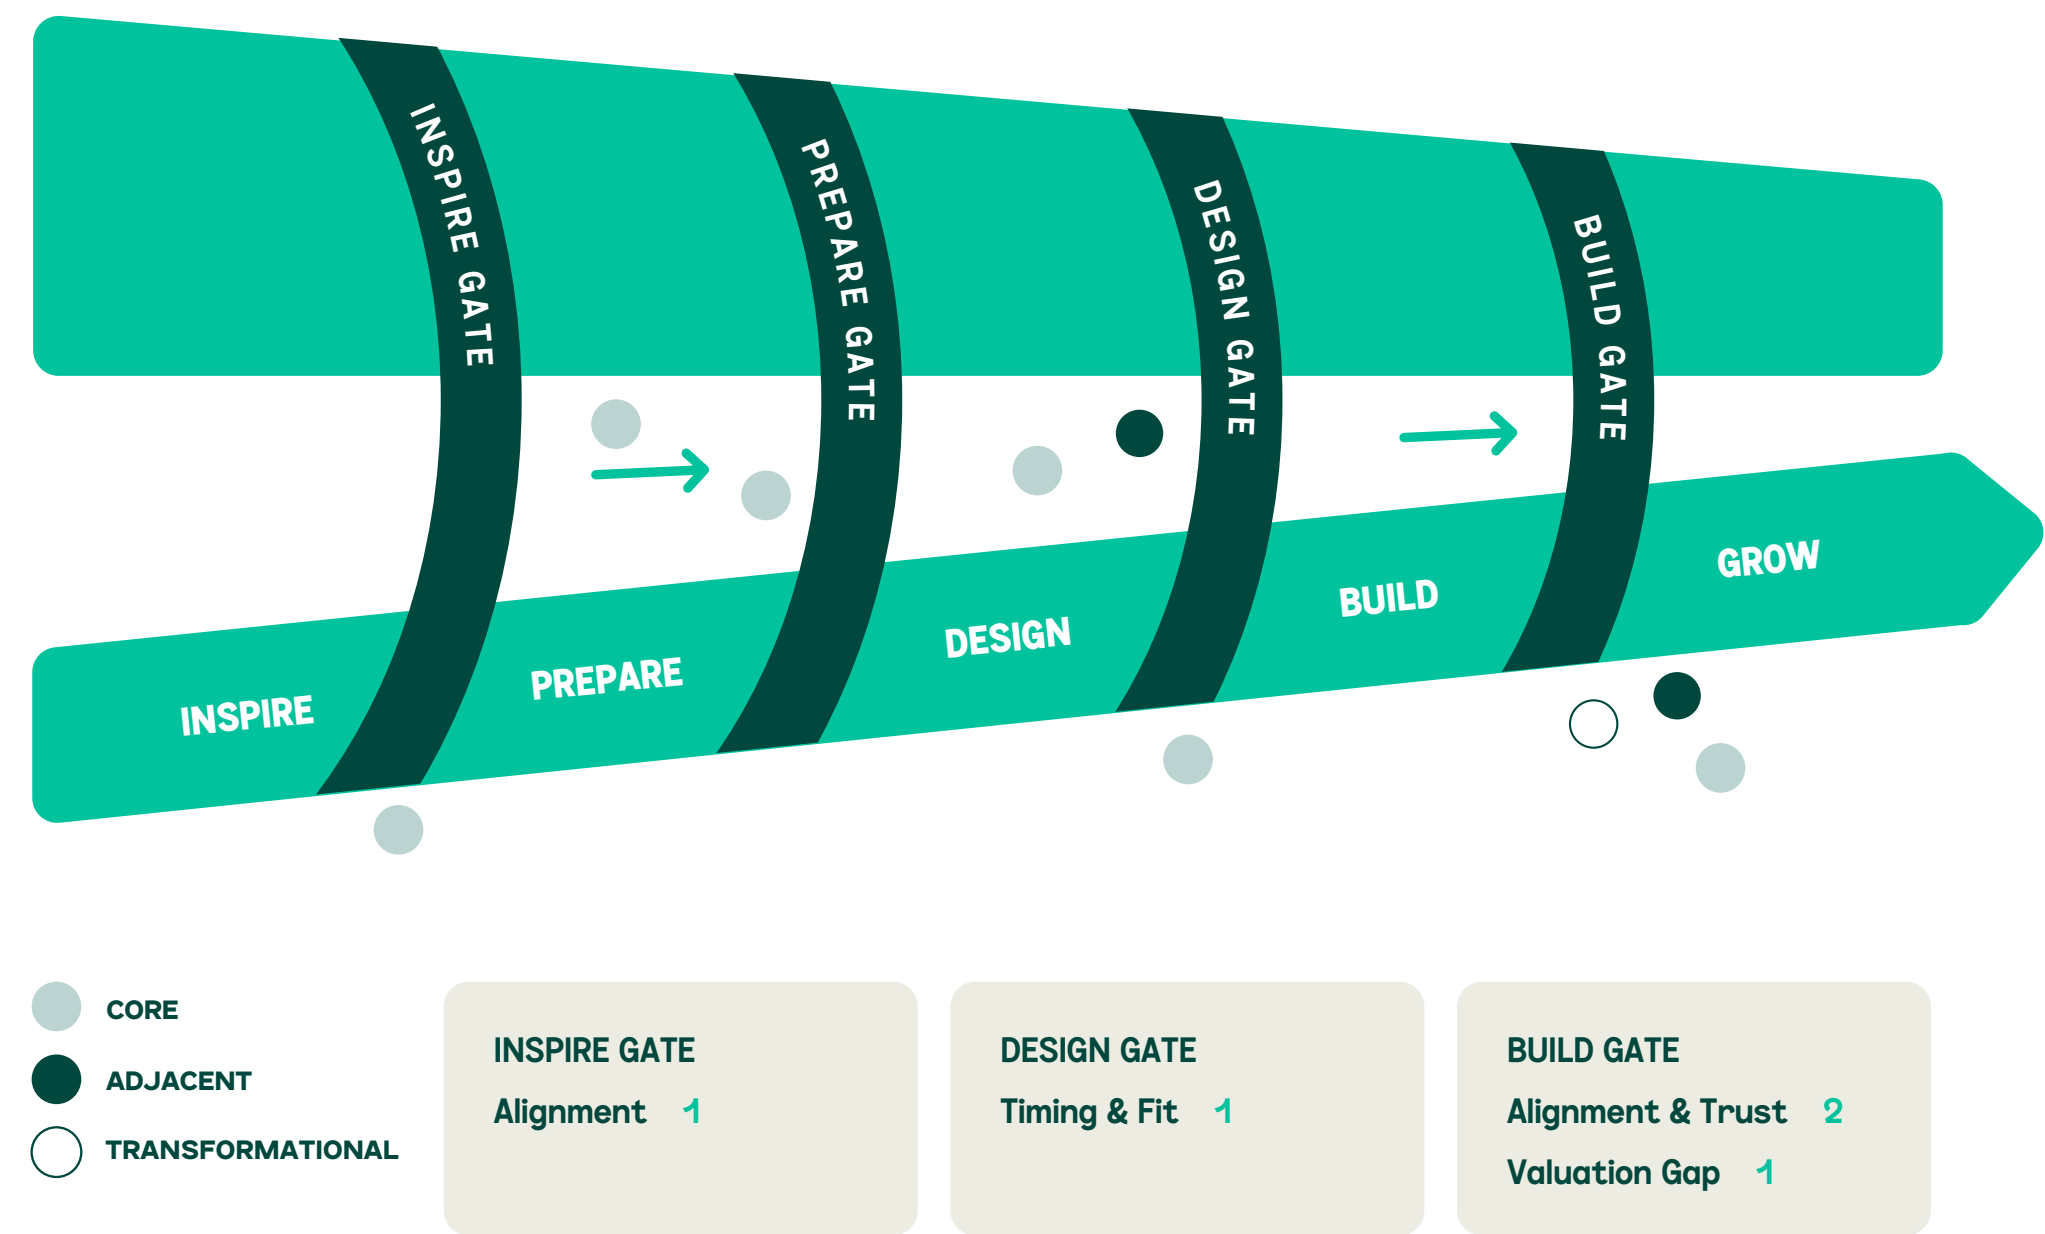 INSPIRE GATE
PREPARE GATE
DESIGN GATE
BUILD GATE
INSPIRE
PREPARE
DESIGN
BUILD
GROW
CORE
ADJACENT
TRANSFORMATIONAL
INSPIRE GATE
Alignment 1
DESIGN GATE
Timing & Fit 1
BUILD GATE
Alignment & Trust 2
Valuation Gap 1